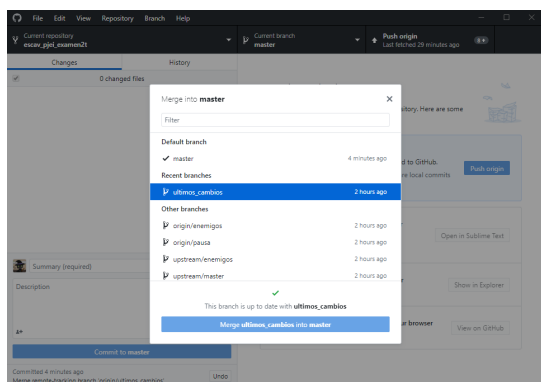 File Edit View Repository Branch Help
Current repository
escav_pjei_examen2t
Current branch
master
Push origin
Last fetched 29 minutes ago
Changes
History
0 changed files
Merge into master
Filter
Default branch
master
4 minutes ago
Recent branches
ultimos_cambios
2 hours ago
Other branches
origin/enemigos
2 hours ago
origin/pausa
2 hours ago
upstream/enemigos
2 hours ago
upstream/master
2 hours ago
This branch is up to date with ultimos_cambios
Merge ultimos_cambios into master
sitory. Here are some
d to GitHub.
re local commits
Push origin
Open in Sublime Text
Show in Explorer
ur browser
View on GitHub
Summary (required)
Description
Commit to master
Committed 4 minutes ago
Merge remote-tracking branch 'origin/ultimos_cambios'
Undo